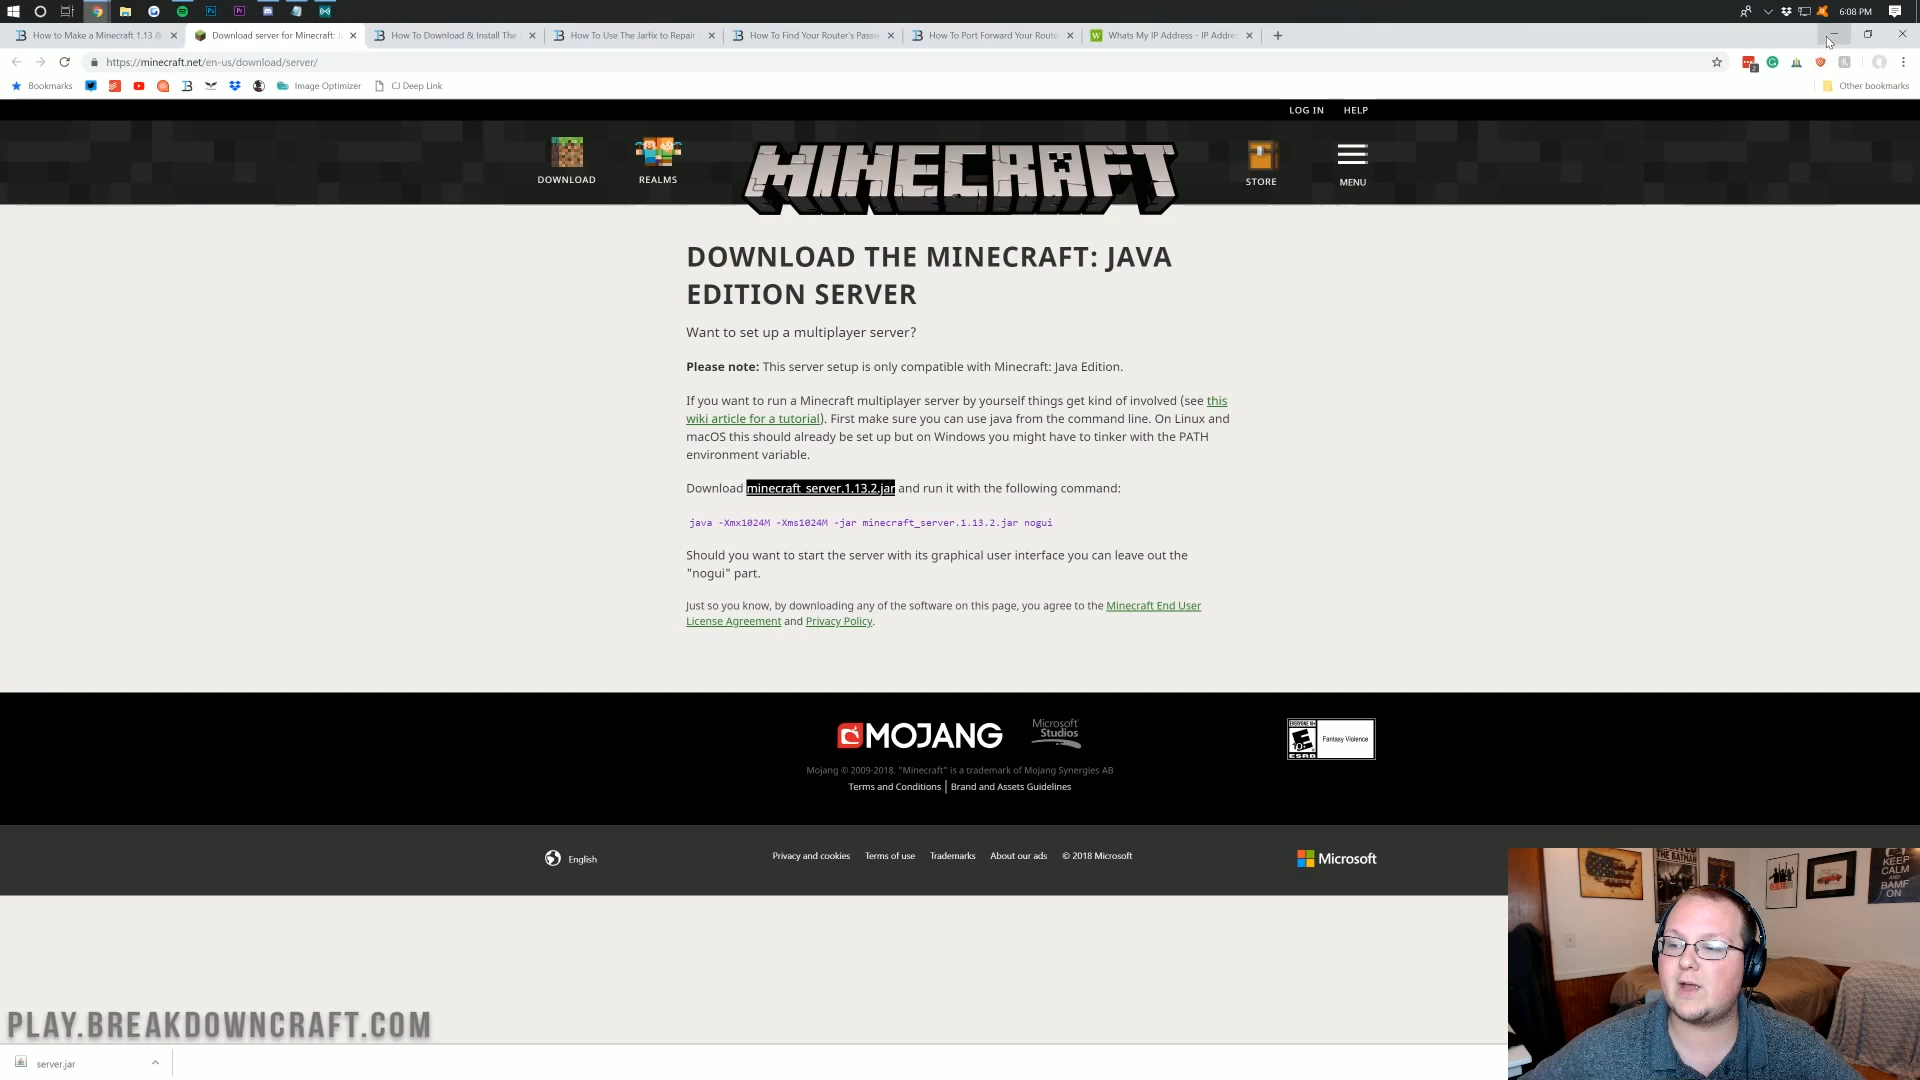 6:08 PM
How to Make a Minecraft 1.13 &
Download server for Minecraft: J
How To Download & Install The
How To Use The Jarfix to Repair
How To Find Your Router's Passw
How To Port Forward Your Route
Whats My IP Address - IP Addre
https://minecraft.net/en-us/download/server/
Bookmarks
Image Optimizer
CJ Deep Link
Other bookmarks
LOG IN
HELP
DOWNLOAD
REALMS
MINECRAFT
STORE
MENU
DOWNLOAD THE MINECRAFT: JAVA
EDITION SERVER
Want to set up a multiplayer server?
Please note: This server setup is only compatible with Minecraft: Java Edition.
If you want to run a Minecraft multiplayer server by yourself things get kind of involved (see this
wiki article for a tutorial). First make sure you can use java from the command line. On Linux and
macOS this should already be set up but on Windows you might have to tinker with the PATH
environment variable.
Download minecraft_server.1.13.2.jar and run it with the following command:
java -Xmx1024M -Xms1024M -jar minecraft_server.1.13.2.jar nogui
Should you want to start the server with its graphical user interface you can leave out the
"nogui" part.
Just so you know, by downloading any of the software on this page, you agree to the Minecraft End User
License Agreement and Privacy Policy.
MOJANG
Microsoft
Studios
EVERYONE 10+
E
ESRB
Fantasy Violence
Mojang © 2009-2018. "Minecraft" is a trademark of Mojang Synergies AB
Terms and Conditions | Brand and Assets Guidelines
English
Privacy and cookies
Terms of use
Trademarks
About our ads
© 2018 Microsoft
Microsoft
THE BATMAN
KEEP
CALM
AND
BAMF
ON
PLAY.BREAKDOWNCRAFT.COM
server.jar